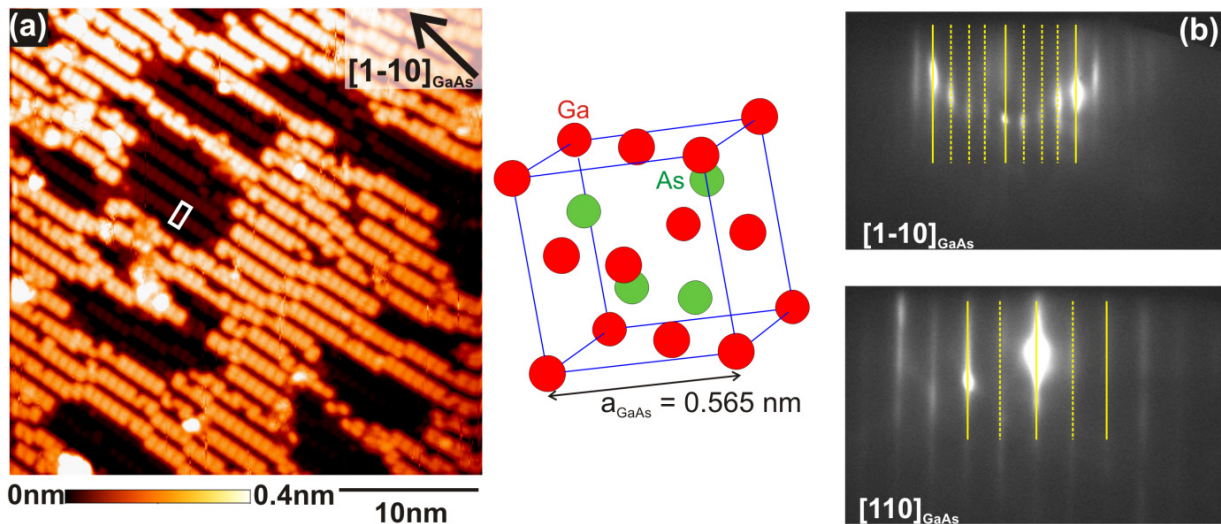 (a)
[1-10]GaAs
Ga
As
aGaAs = 0.565 nm
0nm
0.4nm
10nm
(b)
[1-10]GaAs
[110]GaAs